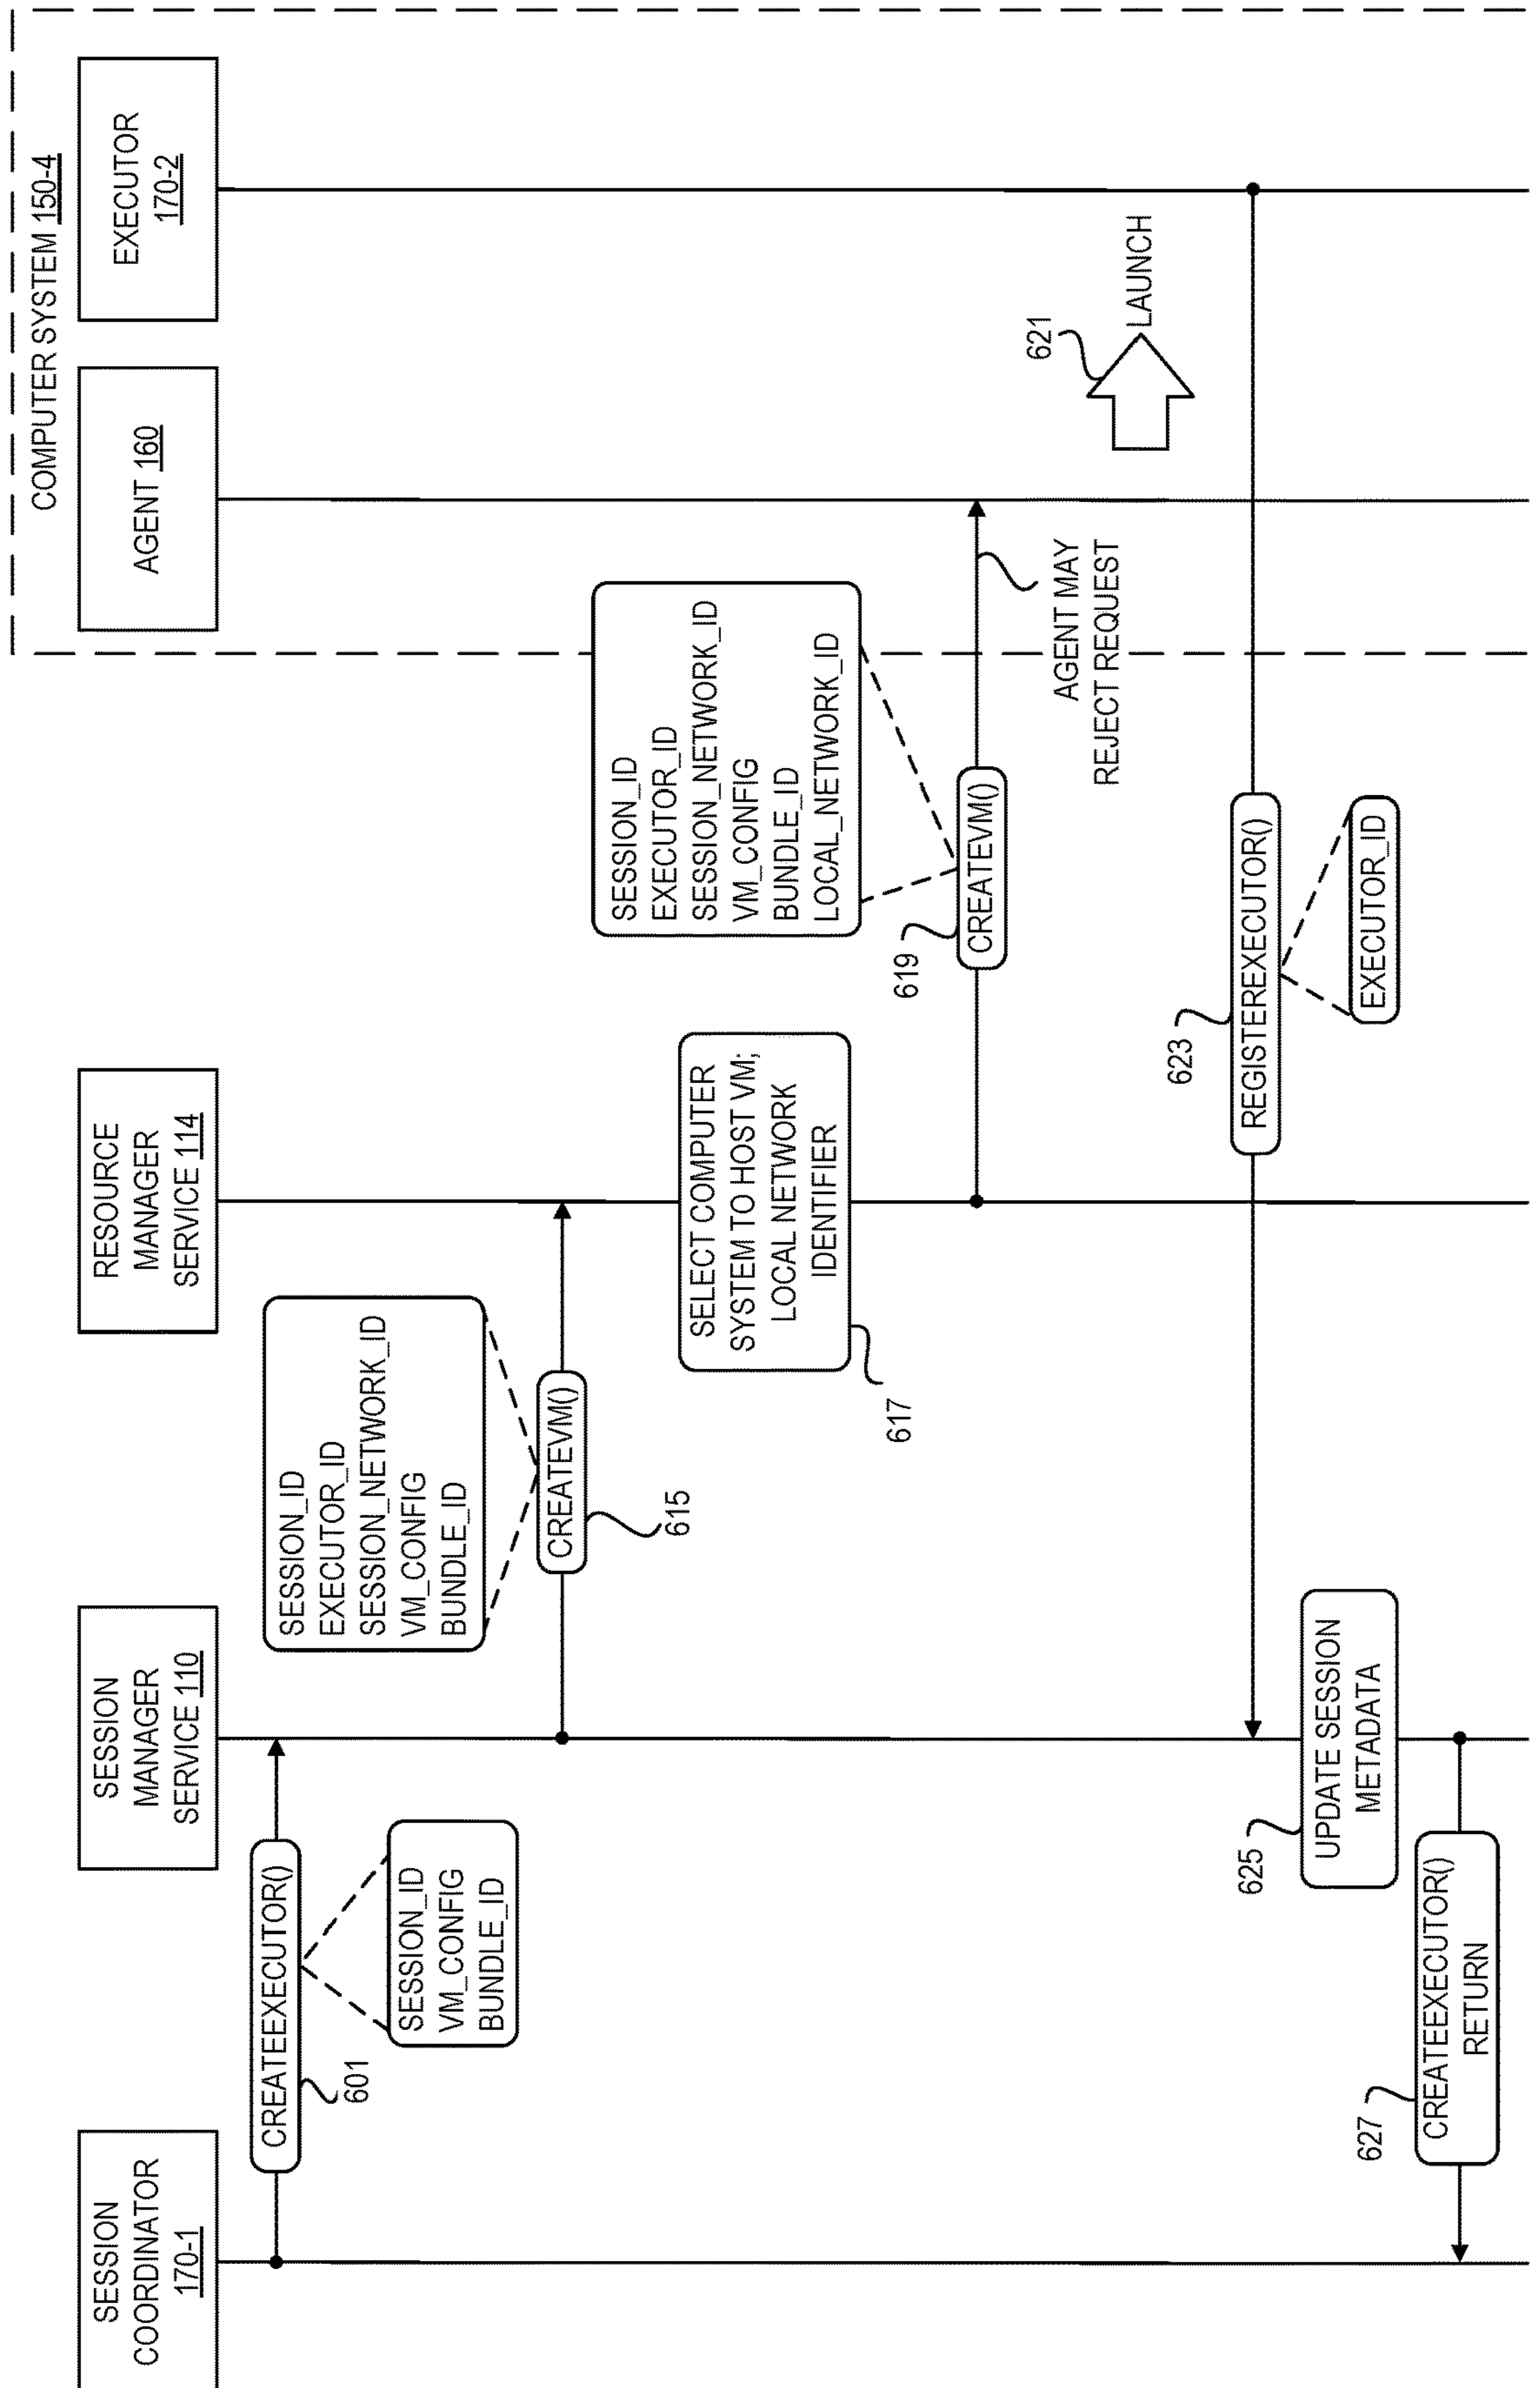 COMPUTER SYSTEM 150-4
SESSION
COORDINATOR
170-1
SESSION
MANAGER
SERVICE 110
RESOURCE
MANAGER
SERVICE 114
AGENT 160
EXECUTOR
170-2
CREATEEXECUTOR()
601
SESSION_ID
VM_CONFIG
BUNDLE_ID
SESSION_ID
EXECUTOR_ID
SESSION_NETWORK_ID
VM_CONFIG
BUNDLE_ID
CREATEVM()
615
SELECT COMPUTER
SYSTEM TO HOST VM;
LOCAL NETWORK
IDENTIFIER
617
SESSION_ID
EXECUTOR_ID
SESSION_NETWORK_ID
VM_CONFIG
BUNDLE_ID
LOCAL_NETWORK_ID
619
CREATEVM()
AGENT MAY
REJECT REQUEST
621
LAUNCH
623
REGISTEREXECUTOR()
EXECUTOR_ID
625
UPDATE SESSION
METADATA
627
CREATEEXECUTOR()
RETURN